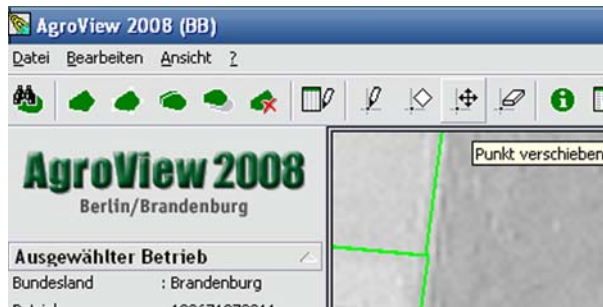 AgroView 2008 (BB)
Datei Bearbeiten Ansicht ?
Punkt verschieben
AgroView 2008
Berlin/Brandenburg
Ausgewählter Betrieb
Bundesland : Brandenburg